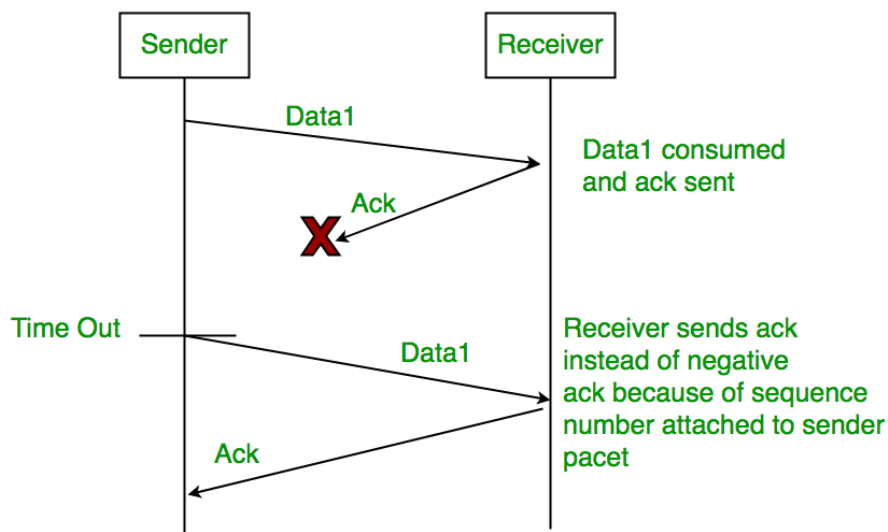 Sender
Receiver
Data1
Data1 consumed
and ack sent
Ack
X
Time Out
Data1
Receiver sends ack
instead of negative
ack because of sequence
number attached to sender
pacet
Ack